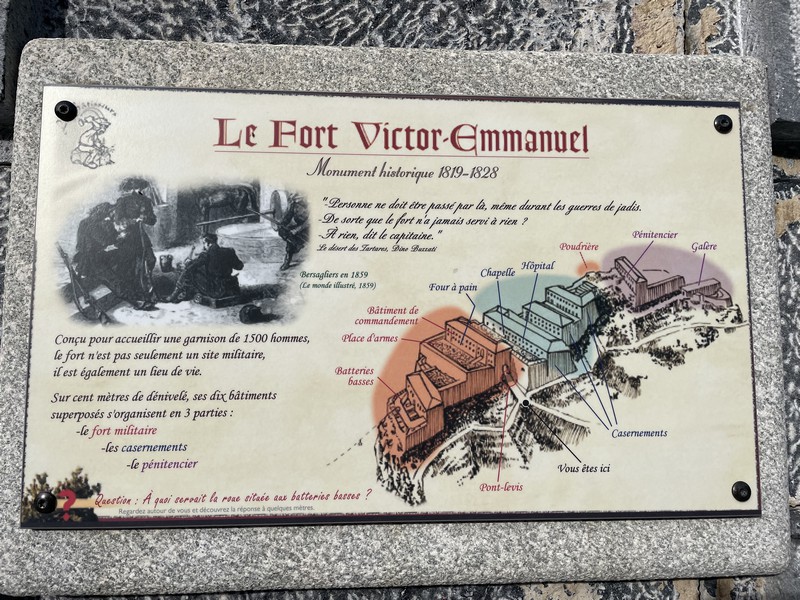 Le Fort Victor-Emmanuel
Monument historique 1819-1828
"-Personne ne doit être passé par là, même durant les guerres de jadis.
-De sorte que le fort n'a jamais servi à rien ?
-À rien, dit le capitaine."
Le désert des Tartares, Dino Buzzati
Bersagliers en 1859
(Le monde illustré, 1859)
Conçu pour accueillir une garnison de 1500 hommes,
le fort n'est pas seulement un site militaire,
il est également un lieu de vie.
Sur cent mètres de dénivelé, ses dix bâtiments
superposés s'organisent en 3 parties :
-le fort militaire
-les casernements
-le pénitencier
Poudrière
Pénitencier
Galère
Hôpital
Chapelle
Four à pain
Bâtiment de
commandement
Place d'armes
Batteries
basses
Casernements
Vous êtes ici
Pont-levis
? Question : À quoi servait la roue située aux batteries basses ?
Regardez autour de vous et découvrez la réponse à quelques mètres.